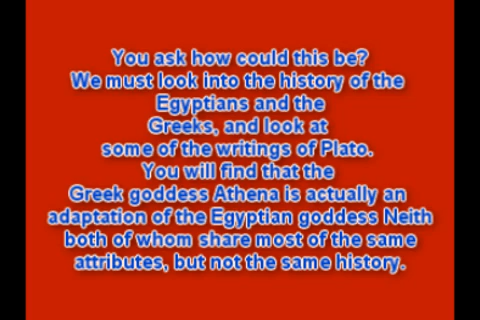 You ask how could this be?
We must look into the history of the
Egyptians and the
Greeks, and look at
some of the writings of Plato.
You will find that the
Greek goddess Athena is actually an
adaptation of the Egyptian goddess Neith
both of whom share most of the same
attributes, but not the same history.